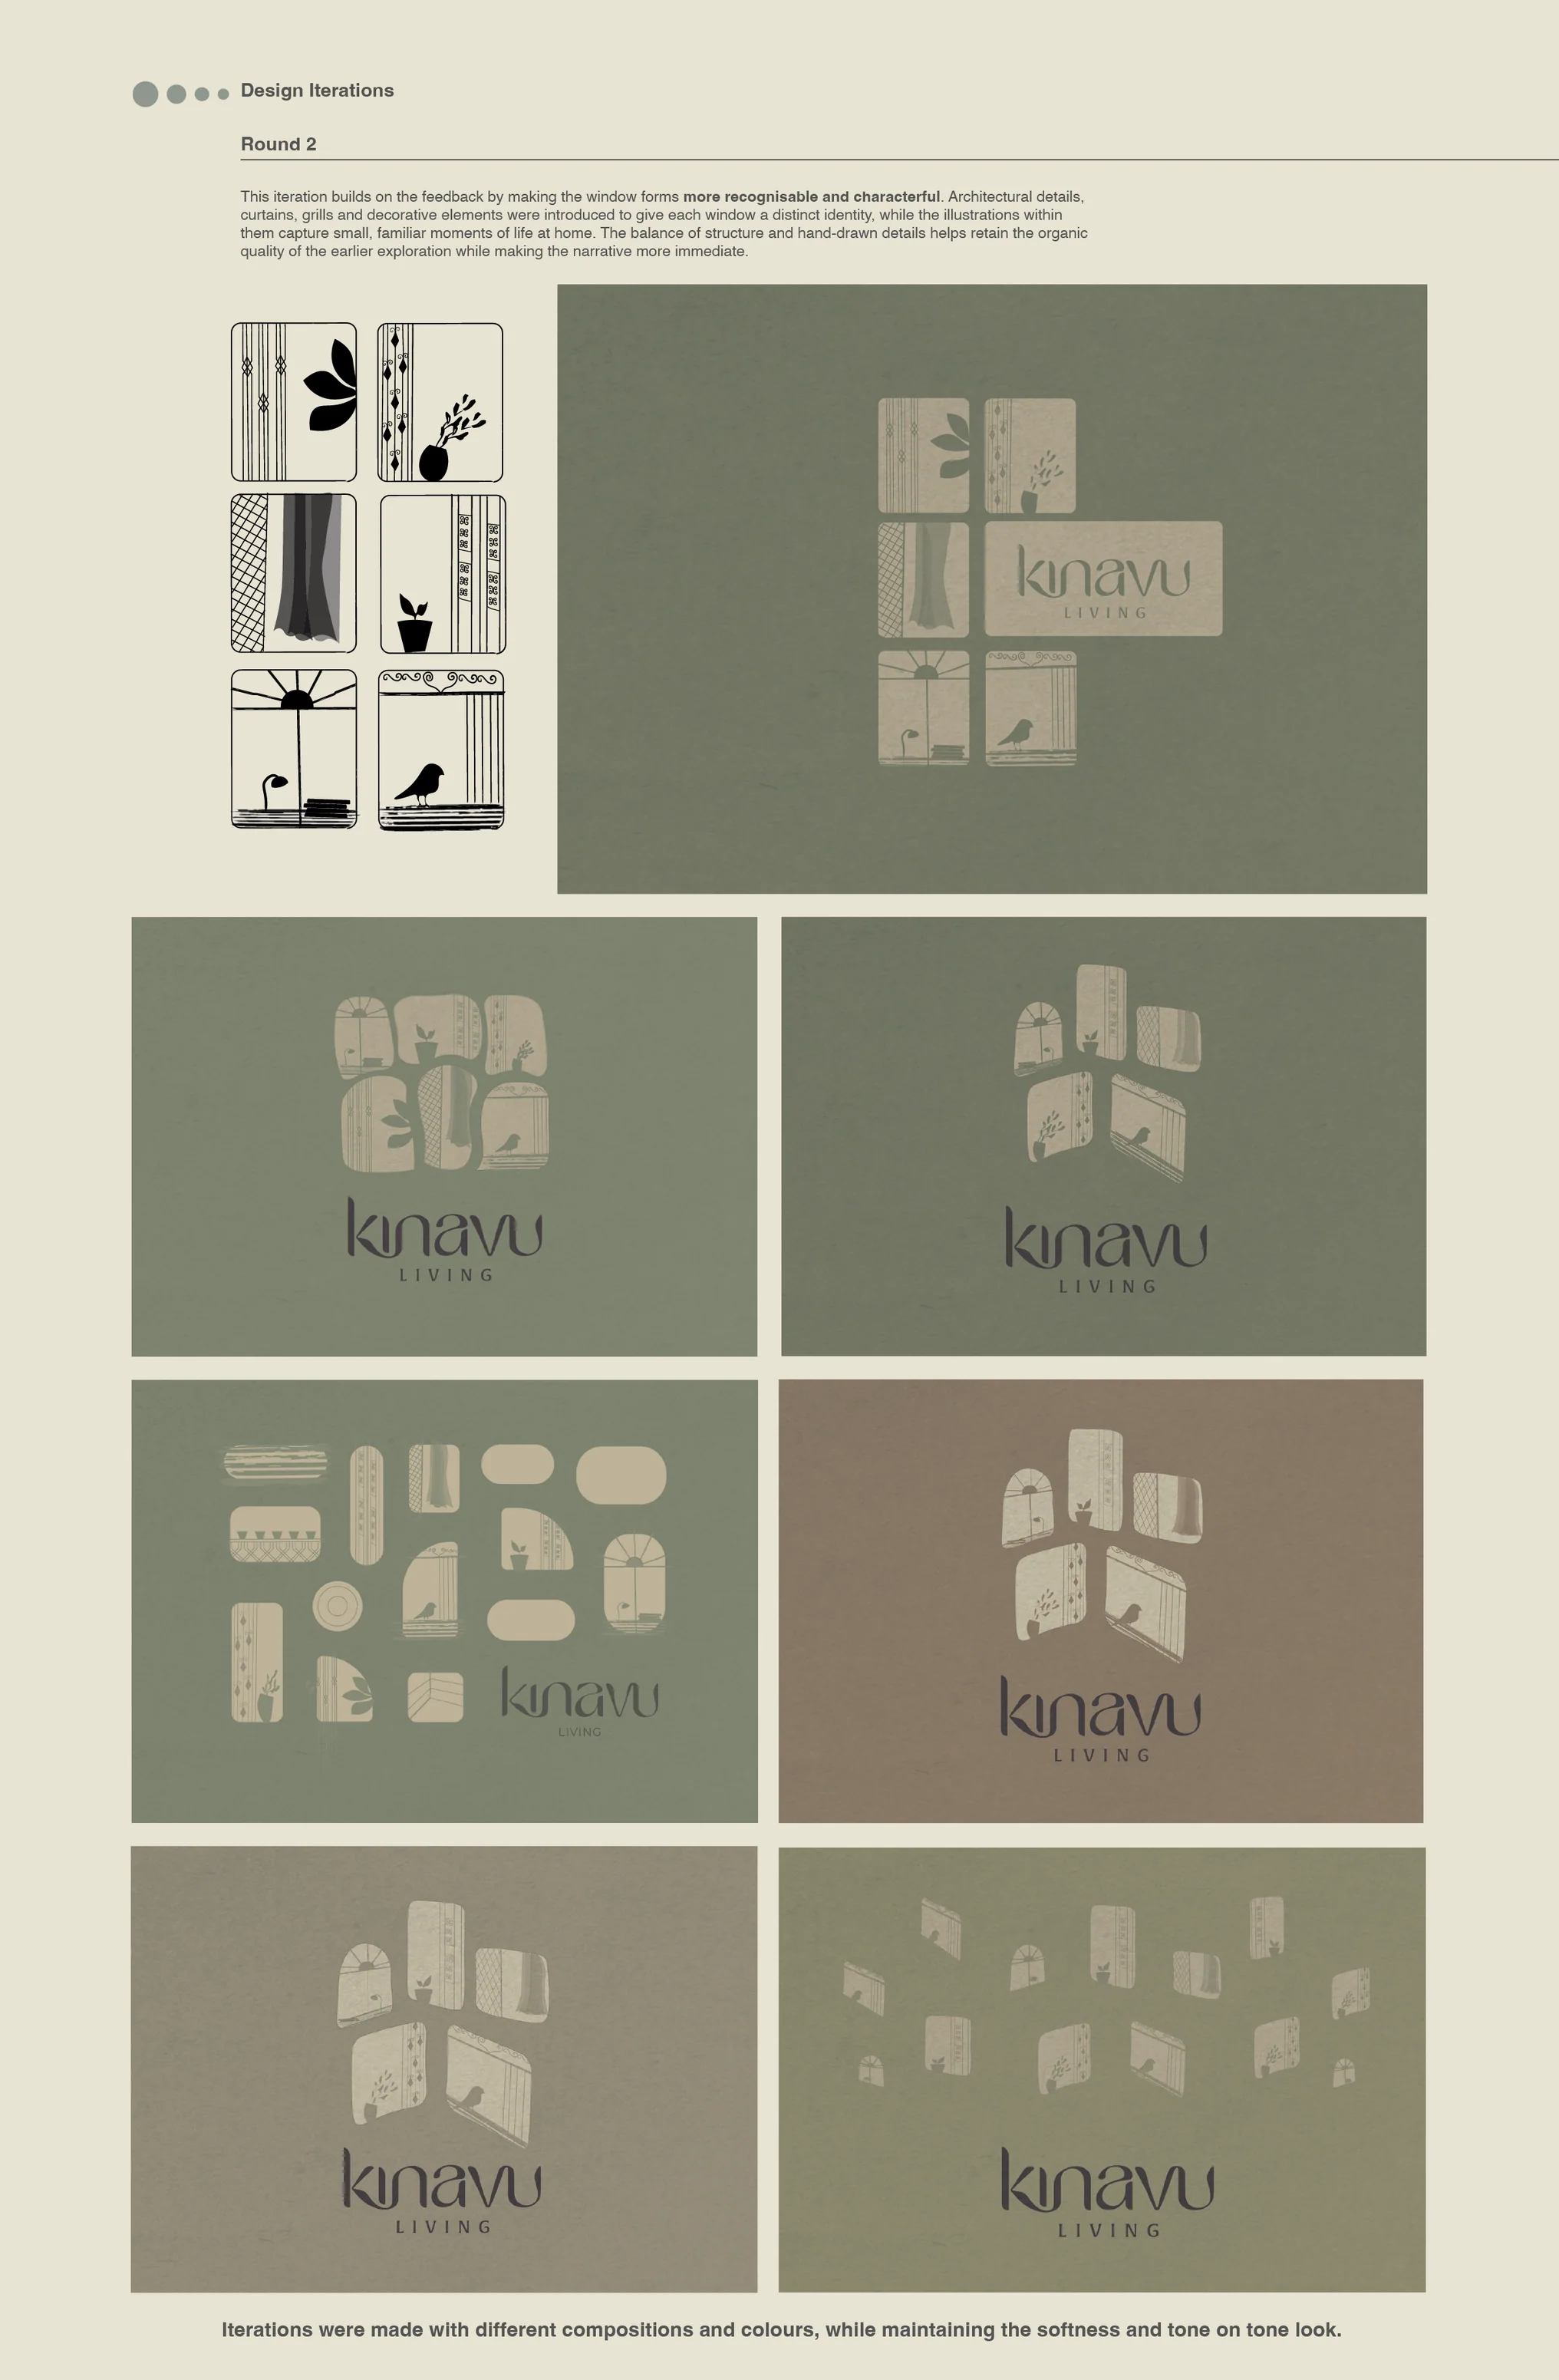 Design Iterations
Round 2
This iteration builds on the feedback by making the window forms more recognisable and characterful. Architectural details,
curtains, grills and decorative elements were introduced to give each window a distinct identity, while the illustrations within
them capture small, familiar moments of life at home. The balance of structure and hand-drawn details helps retain the organic
quality of the earlier exploration while making the narrative more immediate.
kinavu
LIVING
kinavu
LIVING
kinavu
LIVING
kinavu
LIVING
kinavu
LIVING
kinavu
LIVING
kinavu
LIVING
Iterations were made with different compositions and colours, while maintaining the softness and tone on tone look.